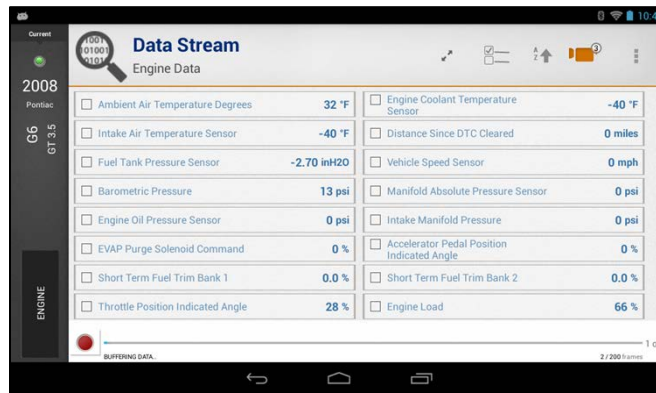 10:4
Current
2008
Pontiac
G6
GT 3.5
ENGINE
Data Stream
Engine Data
3
Ambient Air Temperature Degrees 32 °F
Engine Coolant Temperature
Sensor -40 °F
Intake Air Temperature Sensor -40 °F
Distance Since DTC Cleared 0 miles
Fuel Tank Pressure Sensor -2.70 inH2O
Vehicle Speed Sensor 0 mph
Barometric Pressure 13 psi
Manifold Absolute Pressure Sensor 0 psi
Engine Oil Pressure Sensor 0 psi
Intake Manifold Pressure 0 psi
EVAP Purge Solenoid Command 0 %
Accelerator Pedal Position
Indicated Angle 0 %
Short Term Fuel Trim Bank 1 0.0 %
Short Term Fuel Trim Bank 2 0.0 %
Throttle Position Indicated Angle 28 %
Engine Load 66 %
BUFFERING DATA..
2 / 200 frames